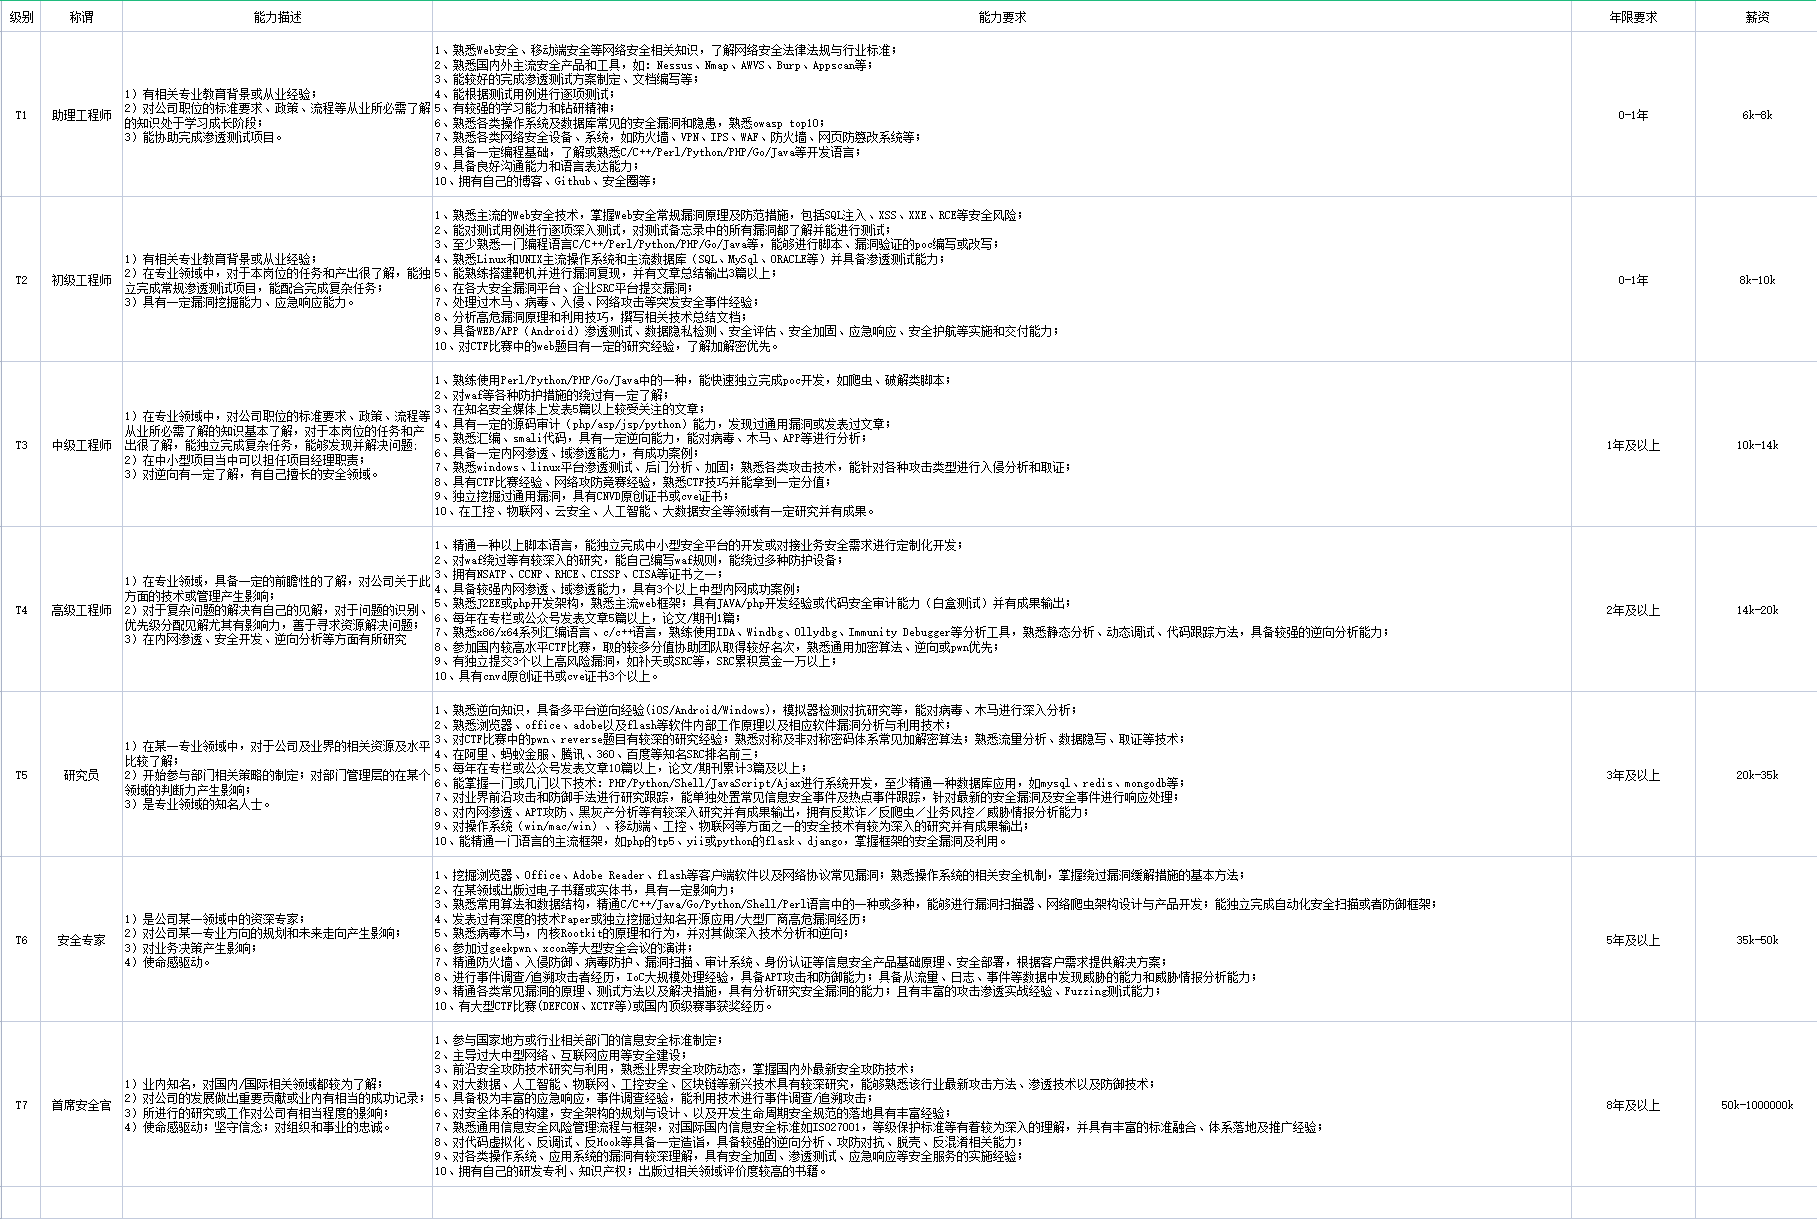 级别 称谓 能力描述 能力要求 年限要求 薪资
T1
助理工程师
1）有相关专业教育背景或从业经验；
2）对公司职位的标准要求、政策、流程等从业所必需了解
的知识处于学习成长阶段；
3）能协助完成渗透测试项目。
1、熟悉Web安全、移动端安全等网络安全相关知识，了解网络安全法律法规与行业标准；
2、熟悉国内外主流安全产品和工具，如：Nessus、Nmap、AWVS、Burp、Appscan等；
3、能较好的完成渗透测试方案制定、文档编写等；
4、能根据测试用例进行逐项测试；
5、有较强的学习能力和钻研精神；
6、熟悉各类操作系统及数据库常见的安全漏洞和隐患，熟悉owasp top10；
7、熟悉各类网络安全设备、系统，如防火墙、VPN、IPS、WAF、防火墙、网页防篡改系统等；
8、具备一定编程基础，了解或熟悉C/C++/Perl/Python/PHP/Go/Java等开发语言；
9、具备良好沟通能力和语言表达能力；
10、拥有自己的博客、Github、安全圈等；
0-1年
6k-8k
T2
初级工程师
1）有相关专业教育背景或从业经验；
2）在专业领域中，对于本岗位的任务和产出很了解，能独
立完成常规渗透测试项目，能配合完成复杂任务；
3）具有一定漏洞挖掘能力、应急响应能力。
1、熟悉主流的Web安全技术，掌握Web安全常规漏洞原理及防范措施，包括SQL注入、XSS、XXE、RCE等安全风险；
2、能对测试用例进行逐项深入测试，对测试备忘录中的所有漏洞都了解并能进行测试；
3、至少熟悉一门编程语言C/C++/Perl/Python/PHP/Go/Java等，能够进行脚本、漏洞验证的poc编写或改写；
4、熟悉Linux和UNIX主流操作系统和主流数据库（SQL、MySql、ORACLE等）并具备渗透测试能力；
5、能熟练搭建靶机并进行漏洞复现，并有文章总结输出3篇以上；
6、在各大安全漏洞平台、企业SRC平台提交漏洞；
7、处理过木马、病毒、入侵、网络攻击等突发安全事件经验；
8、分析高危漏洞原理和利用技巧，撰写相关技术总结文档；
9、具备WEB/APP（Android）渗透测试、数据隐私检测、安全评估、安全加固、应急响应、安全护航等实施和交付能力；
10、对CTF比赛中的web题目有一定的研究经验，了解加解密优先。
0-1年
8k-10k
T3
中级工程师
1）在专业领域中，对公司职位的标准要求、政策、流程等
从业所必需了解的知识基本了解，对于本岗位的任务和产
出很了解，能独立完成复杂任务，能够发现并解决问题；
2）在中小型项目当中可以担任项目经理职责；
3）对逆向有一定了解，有自己擅长的安全领域。
1、熟练使用Perl/Python/PHP/Go/Java中的一种，能快速独立完成poc开发，如爬虫、破解类脚本；
2、对waf等各种防护措施的绕过有一定了解；
3、在知名安全媒体上发表5篇以上较受关注的文章；
4、具有一定的源码审计（php/asp/jsp/python）能力，发现过通用漏洞或发表过文章；
5、熟悉汇编、smali代码，具有一定逆向能力，能对病毒、木马、APP等进行分析；
6、具备一定内网渗透、域渗透能力，有成功案例；
7、熟悉windows、linux平台渗透测试、后门分析、加固；熟悉各类攻击技术，能针对各种攻击类型进行入侵分析和取证；
8、具有CTF比赛经验、网络攻防竞赛经验，熟悉CTF技巧并能拿到一定分值；
9、独立挖掘过通用漏洞，具有CNVD原创证书或cve证书；
10、在工控、物联网、云安全、人工智能、大数据安全等领域有一定研究并有成果。
1年及以上
10k-14k
T4
高级工程师
1）在专业领域，具备一定的前瞻性的了解，对公司关于此
方面的技术或管理产生影响；
2）对于复杂问题的解决有自己的见解，对于问题的识别、
优先级分配见解尤其有影响力，善于寻求资源解决问题；
3）在内网渗透、安全开发、逆向分析等方面有所研究
1、精通一种以上脚本语言，能独立完成中小型安全平台的开发或对接业务安全需求进行定制化开发；
2、对waf绕过等有较深入的研究，能自己编写waf规则，能绕过多种防护设备；
3、拥有NSATP、CCNP、RHCE、CISSP、CISA等证书之一；
4、具备较强内网渗透、域渗透能力，具有3个以上中型内网成功案例；
5、熟悉J2EE或php开发架构，熟悉主流web框架；具有JAVA/php开发经验或代码安全审计能力（白盒测试）并有成果输出；
6、每年在专栏或公众号发表文章5篇以上，论文/期刊1篇；
7、熟悉x86/x64系列汇编语言、c/c++语言，熟练使用IDA、Windbg、Ollydbg、Immunity Debugger等分析工具，熟悉静态分析、动态调试、代码跟踪方法，具备较强的逆向分析能力；
8、参加国内较高水平CTF比赛，取的较多分值协助团队取得较好名次，熟悉通用加密算法、逆向或pwn优先；
9、有独立提交3个以上高风险漏洞，如补天或SRC等，SRC累积赏金一万以上；
10、具有cnvd原创证书或cve证书3个以上。
2年及以上
14k-20k
T5
研究员
1）在某一专业领域中，对于公司及业界的相关资源及水平
比较了解；
2）开始参与部门相关策略的制定；对部门管理层的在某个
领域的判断力产生影响；
3）是专业领域的知名人士。
1、熟悉逆向知识，具备多平台逆向经验(iOS/Android/Windows)，模拟器检测对抗研究等，能对病毒、木马进行深入分析；
2、熟悉浏览器、office、adobe以及flash等软件内部工作原理以及相应软件漏洞分析与利用技术；
3、对CTF比赛中的pwn、reverse题目有较深的研究经验；熟悉对称及非对称密码体系常见加解密算法；熟悉流量分析、数据隐写、取证等技术；
4、在阿里、蚂蚁金服、腾讯、360、百度等知名SRC排名前三；
5、每年在专栏或公众号发表文章10篇以上，论文/期刊累计3篇及以上；
6、能掌握一门或几门以下技术：PHP/Python/Shell/JavaScript/Ajax进行系统开发，至少精通一种数据库应用，如mysql、redis、mongodb等；
7、对业界前沿攻击和防御手法进行研究跟踪，能单独处置常见信息安全事件及热点事件跟踪，针对最新的安全漏洞及安全事件进行响应处理；
8、对内网渗透、APT攻防、黑灰产分析等有较深入研究并有成果输出，拥有反欺诈／反爬虫／业务风控／威胁情报分析能力；
9、对操作系统（win/mac/win）、移动端、工控、物联网等方面之一的安全技术有较为深入的研究并有成果输出；
10、能精通一门语言的主流框架，如php的tp5、yii或python的flask、django，掌握框架的安全漏洞及利用。
3年及以上
20k-35k
T6
安全专家
1）是公司某一领域中的资深专家；
2）对公司某一专业方向的规划和未来走向产生影响；
3）对业务决策产生影响；
4）使命感驱动。
1、挖掘浏览器、Office、Adobe Reader、flash等客户端软件以及网络协议常见漏洞；熟悉操作系统的相关安全机制，掌握绕过漏洞缓解措施的基本方法；
2、在某领域出版过电子书籍或实体书，具有一定影响力；
3、熟悉常用算法和数据结构，精通C/C++/Java/Go/Python/Shell/Perl语言中的一种或多种，能够进行漏洞扫描器、网络爬虫架构设计与产品开发；能独立完成自动化安全扫描或者防御框架；
4、发表过有深度的技术Paper或独立挖掘过知名开源应用/大型厂商高危漏洞经历；
5、熟悉病毒木马，内核Rootkit的原理和行为，并对其做深入技术分析和逆向；
6、参加过geekpwn、xcon等大型安全会议的演讲；
7、精通防火墙、入侵防御、病毒防护、漏洞扫描、审计系统、身份认证等信息安全产品基础原理、安全部署，根据客户需求提供解决方案；
8、进行事件调查/追溯攻击者经历，IoC大规模处理经验，具备APT攻击和防御能力；具备从流量、日志、事件等数据中发现威胁的能力和威胁情报分析能力；
9、精通各类常见漏洞的原理、测试方法以及解决措施，具有分析研究安全漏洞的能力；且有丰富的攻击渗透实战经验、Fuzzing测试能力；
10、有大型CTF比赛(DEFCON、XCTF等)或国内顶级赛事获奖经历。
5年及以上
35k-50k
T7
首席安全官
1）业内知名，对国内/国际相关领域都较为了解；
2）对公司的发展做出重要贡献或业内有相当的成功记录；
3）所进行的研究或工作对公司有相当程度的影响；
4）使命感驱动；坚守信念；对组织和事业的忠诚。
1、参与国家地方或行业相关部门的信息安全标准制定；
2、主导过大中型网络、互联网应用等安全建设；
3、前沿安全攻防技术研究与利用，熟悉业界安全攻防动态，掌握国内外最新安全攻防技术；
4、对大数据、人工智能、物联网、工控安全、区块链等新兴技术具有较深研究，能够熟悉该行业最新攻击方法、渗透技术以及防御技术；
5、具备极为丰富的应急响应，事件调查经验，能利用技术进行事件调查/追溯攻击；
6、对安全体系的构建，安全架构的规划与设计、以及开发生命周期安全规范的落地具有丰富经验；
7、熟悉通用信息安全风险管理流程与框架，对国际国内信息安全标准如ISO27001，等级保护标准等有着较为深入的理解，并具有丰富的标准融合、体系落地及推广经验；
8、对代码虚拟化、反调试、反Hook等具备一定造诣，具备较强的逆向分析、攻防对抗、脱壳、反混淆相关能力；
9、对各类操作系统、应用系统的漏洞有较深理解，具有安全加固、渗透测试、应急响应等安全服务的实施经验；
10、拥有自己的研发专利、知识产权；出版过相关领域评价度较高的书籍。
8年及以上
50k-1000000k